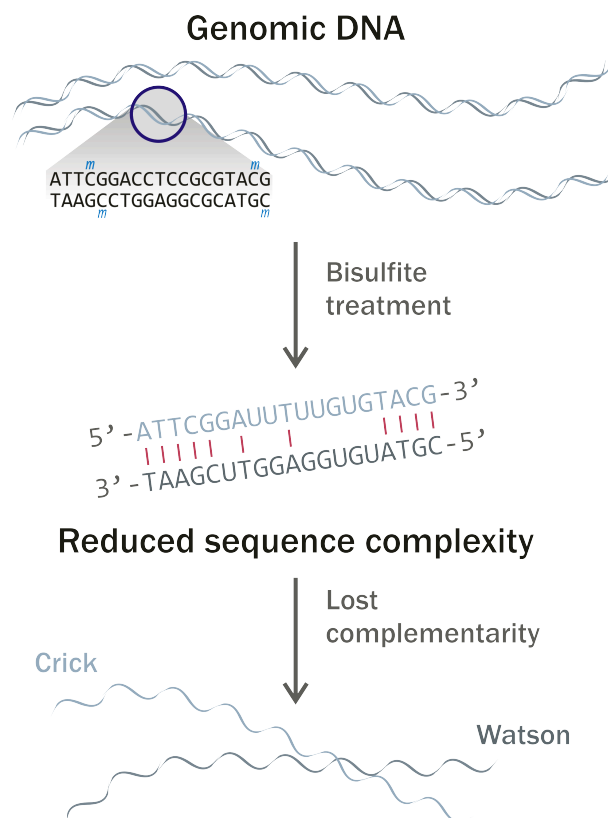 Genomic DNA
m m
ATTCGGACCTCCGCGTACG
TAAGCCTGGAGGCGCATGC
m m
Bisulfite
treatment
5’ -ATTCGGAUUTUUGUGTACG-3’
3’ -TAAGCUTGGAGGUGUATGC-5’
Reduced sequence complexity
Lost
complementarity
Crick
Watson